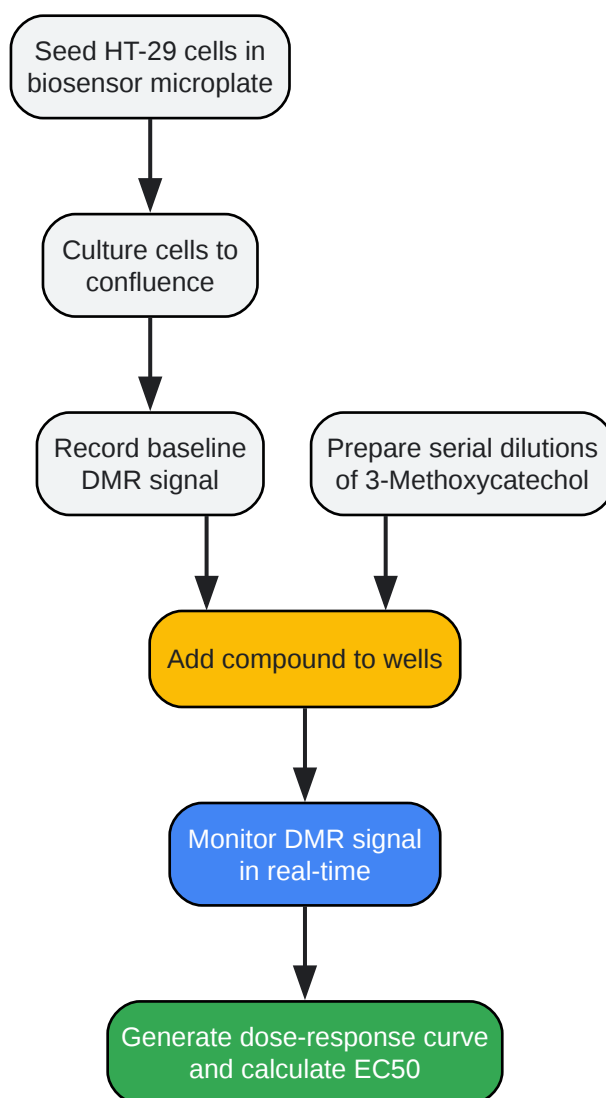 Seed HT-29 cells in
biosensor microplate
Culture cells to
confluence
Record baseline
DMR signal
Prepare serial dilutions
of 3-Methoxycatechol
Add compound to wells
Monitor DMR signal
in real-time
Generate dose-response curve
and calculate EC50